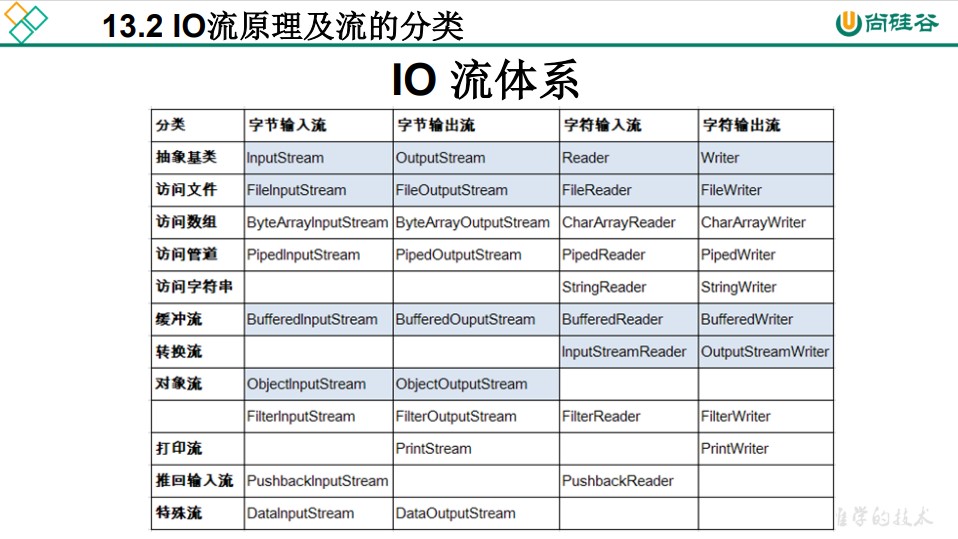 13.2 IO流原理及流的分类
尚硅谷
IO 流体系
分类 字节输入流 字节输出流 字符输入流 字符输出流
抽象基类 InputStream OutputStream Reader Writer
访问文件 FileInputStream FileOutputStream FileReader FileWriter
访问数组 ByteArrayInputStream ByteArrayOutputStream CharArrayReader CharArrayWriter
访问管道 PipedInputStream PipedOutputStream PipedReader PipedWriter
访问字符串 StringReader StringWriter
缓冲流 BufferedInputStream BufferedOuputStream BufferedReader BufferedWriter
转换流 InputStreamReader OutputStreamWriter
对象流 ObjectInputStream ObjectOutputStream
FilterInputStream FilterOutputStream FilterReader FilterWriter
打印流 PrintStream PrintWriter
推回输入流 PushbackInputStream PushbackReader
特殊流 DataInputStream DataOutputStream
学的技术